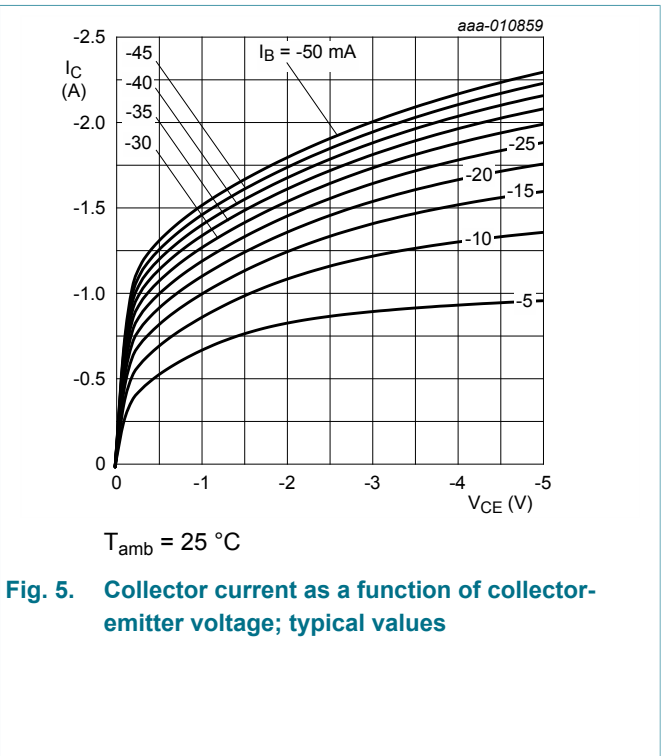 aaa-010859
-2.5
I_C
(A)
-2.0
-1.5
-1.0
-0.5
0
-45
-40
-35
-30
I_B = -50 mA
-25
-20
-15
-10
-5
0 -1 -2 -3 -4 -5
V_CE (V)
T_amb = 25 °C
Fig. 5. Collector current as a function of collector-
emitter voltage; typical values